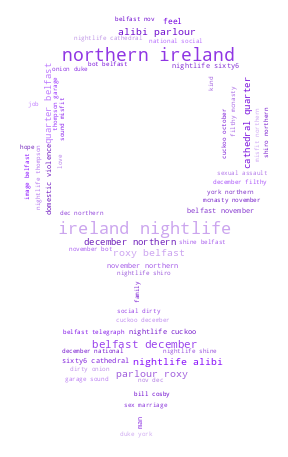 belfast nov
feel
alibi parlour
nightlife cathedral
national social
northern ireland
bot belfast
nightlife sixty6
onion duke
quarter belfast
thompson garage
sound misfit
job
kind
cathedral quarter
filthy monasty
cuckoo october
misfit northern
shiro northern
hope
image belfast
nightlife thompson
domestic violence
love
sexual assault
december filthy
york northern
monasty november
dec northern
belfast november
ireland nightlife
december northern
shine belfast
november bot
roxy belfast
november northern
nightlife shiro
family
social dirty
cuckoo december
belfast telegraph
nightlife cuckoo
belfast december
december national
nightlife shine
sixty6 cathedral
nightlife alibi
dirty onion
parlour roxy
garage sound
nov dec
bill cosby
sex marriage
man
duke york